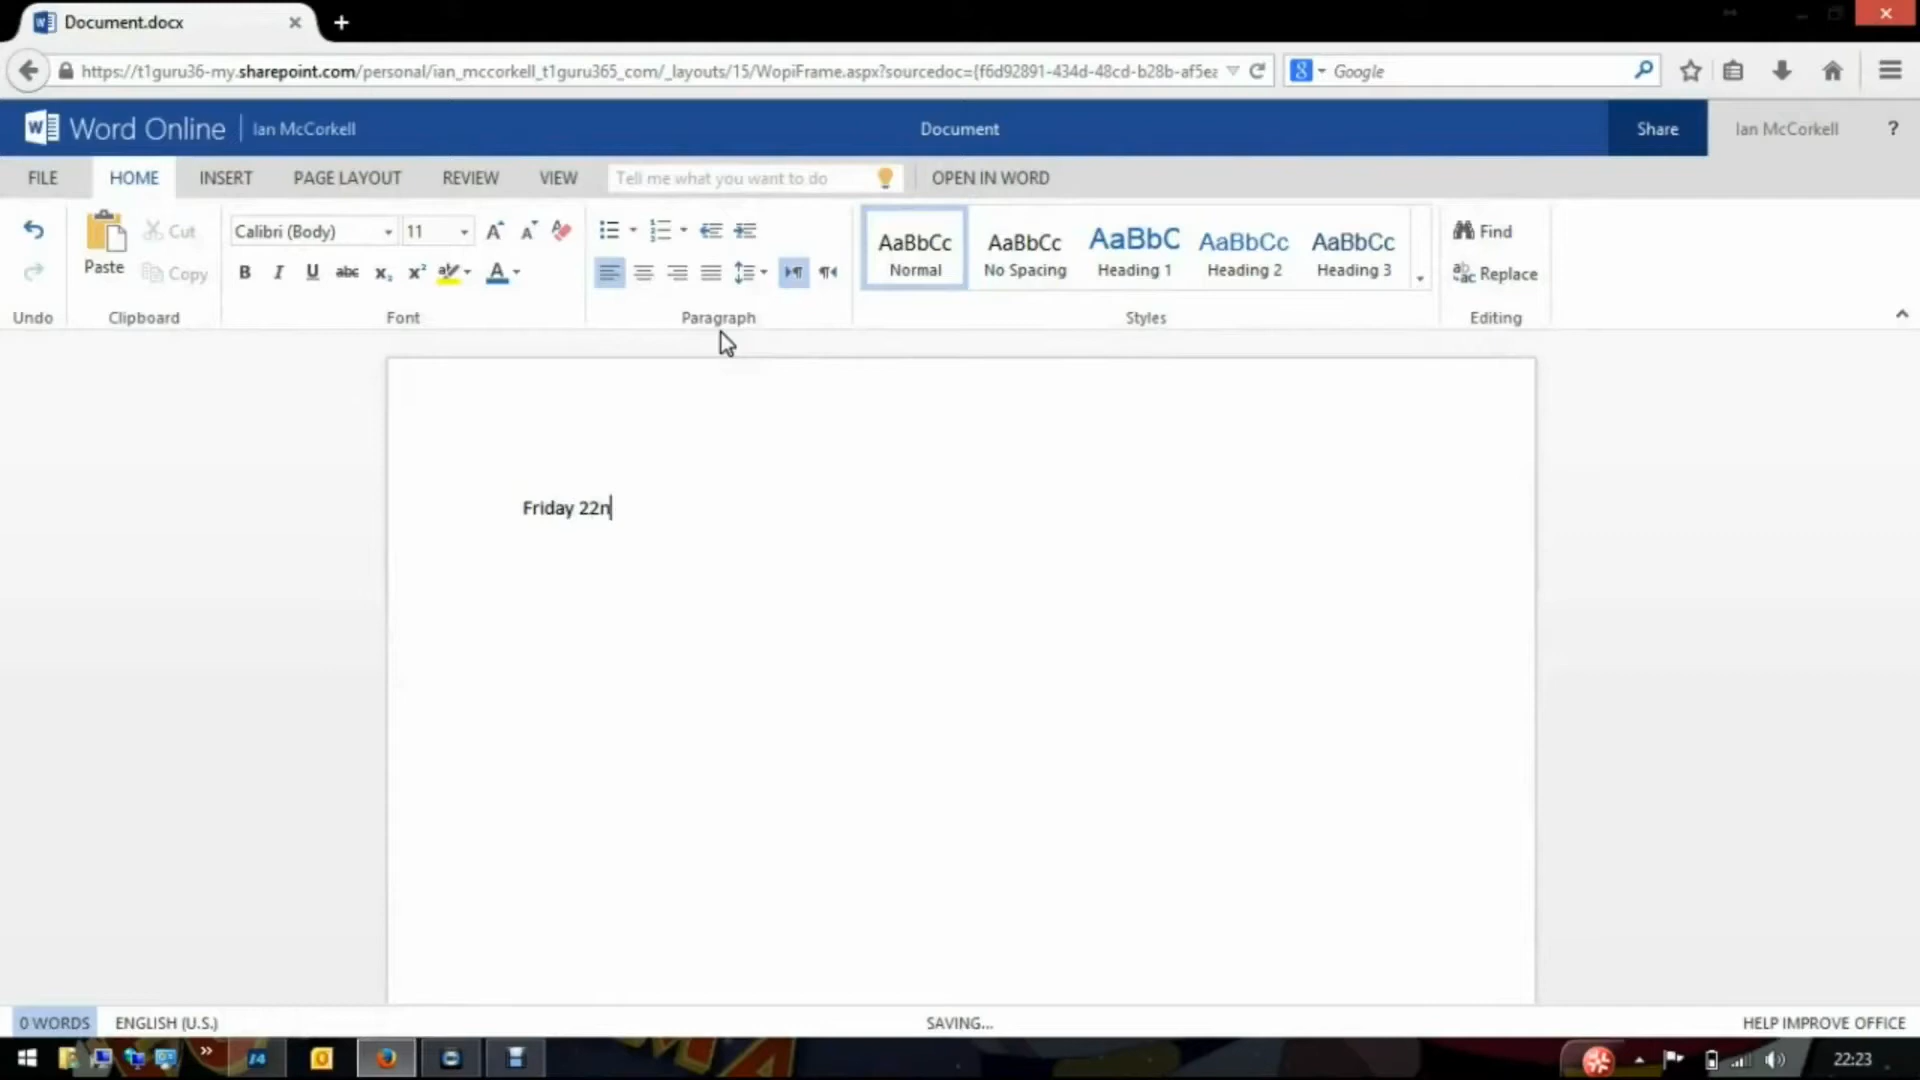 Document.docx
https://t1guru36-my.sharepoint.com/personal/ian_mccorkell_t1guru365_com/_layouts/15/WopiFrame.aspx?sourcedoc={f6d92891-434d-48cd-b28b-af5ea
Google
Word Online
Ian McCorkell
Document
Share
Ian McCorkell
?
FILE
HOME
INSERT
PAGE LAYOUT
REVIEW
VIEW
Tell me what you want to do
OPEN IN WORD
Paste
Cut
Copy
Calibri (Body)
11
AaBbCc
Normal
AaBbCc
No Spacing
AaBbC
Heading 1
AaBbCc
Heading 2
AaBbCc
Heading 3
Find
Replace
Undo
Clipboard
Font
Paragraph
Styles
Editing
Friday 22n
0 WORDS
ENGLISH (U.S.)
SAVING...
HELP IMPROVE OFFICE
22:23